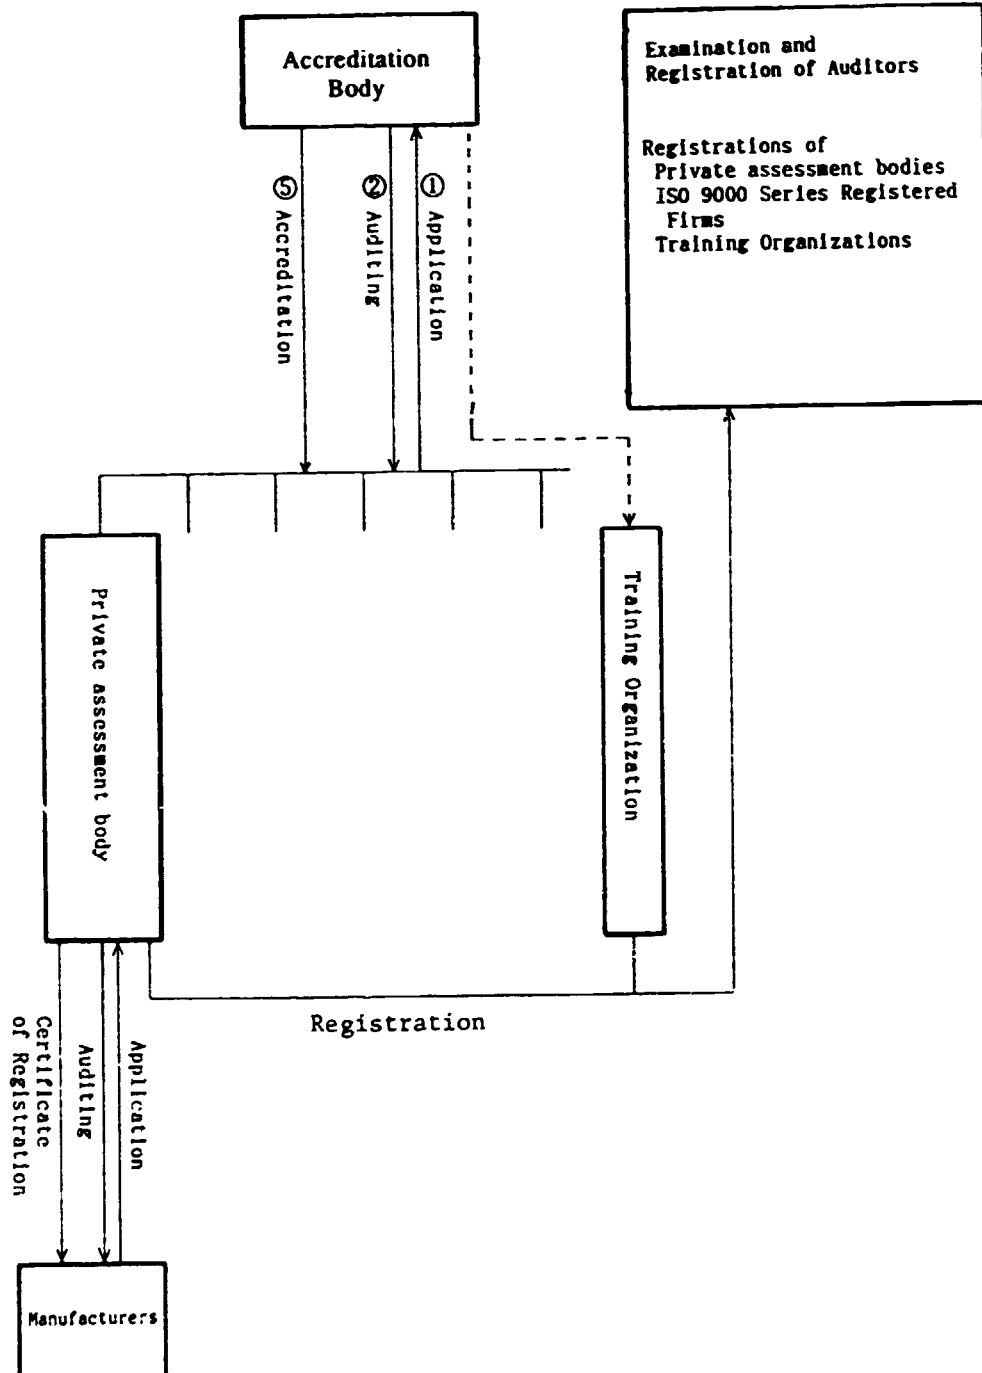 Accreditation
Body
Examination and
Registration of Auditors
Registrations of
Private assessment bodies
ISO 9000 Series Registered
Firms
Training Organizations
⑤ Accreditation
② Auditing
① Application
Private assessment body
Training Organization
Registration
Certificate
of Registration
Auditing
Application
Manufacturers